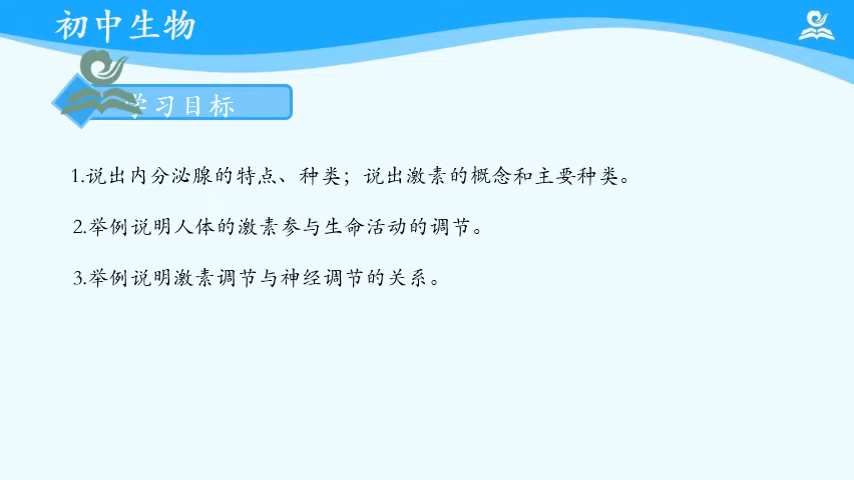 初中生物
学习目标
1.说出内分泌腺的特点、种类；说出激素的概念和主要种类。
2.举例说明人体的激素参与生命活动的调节。
3.举例说明激素调节与神经调节的关系。